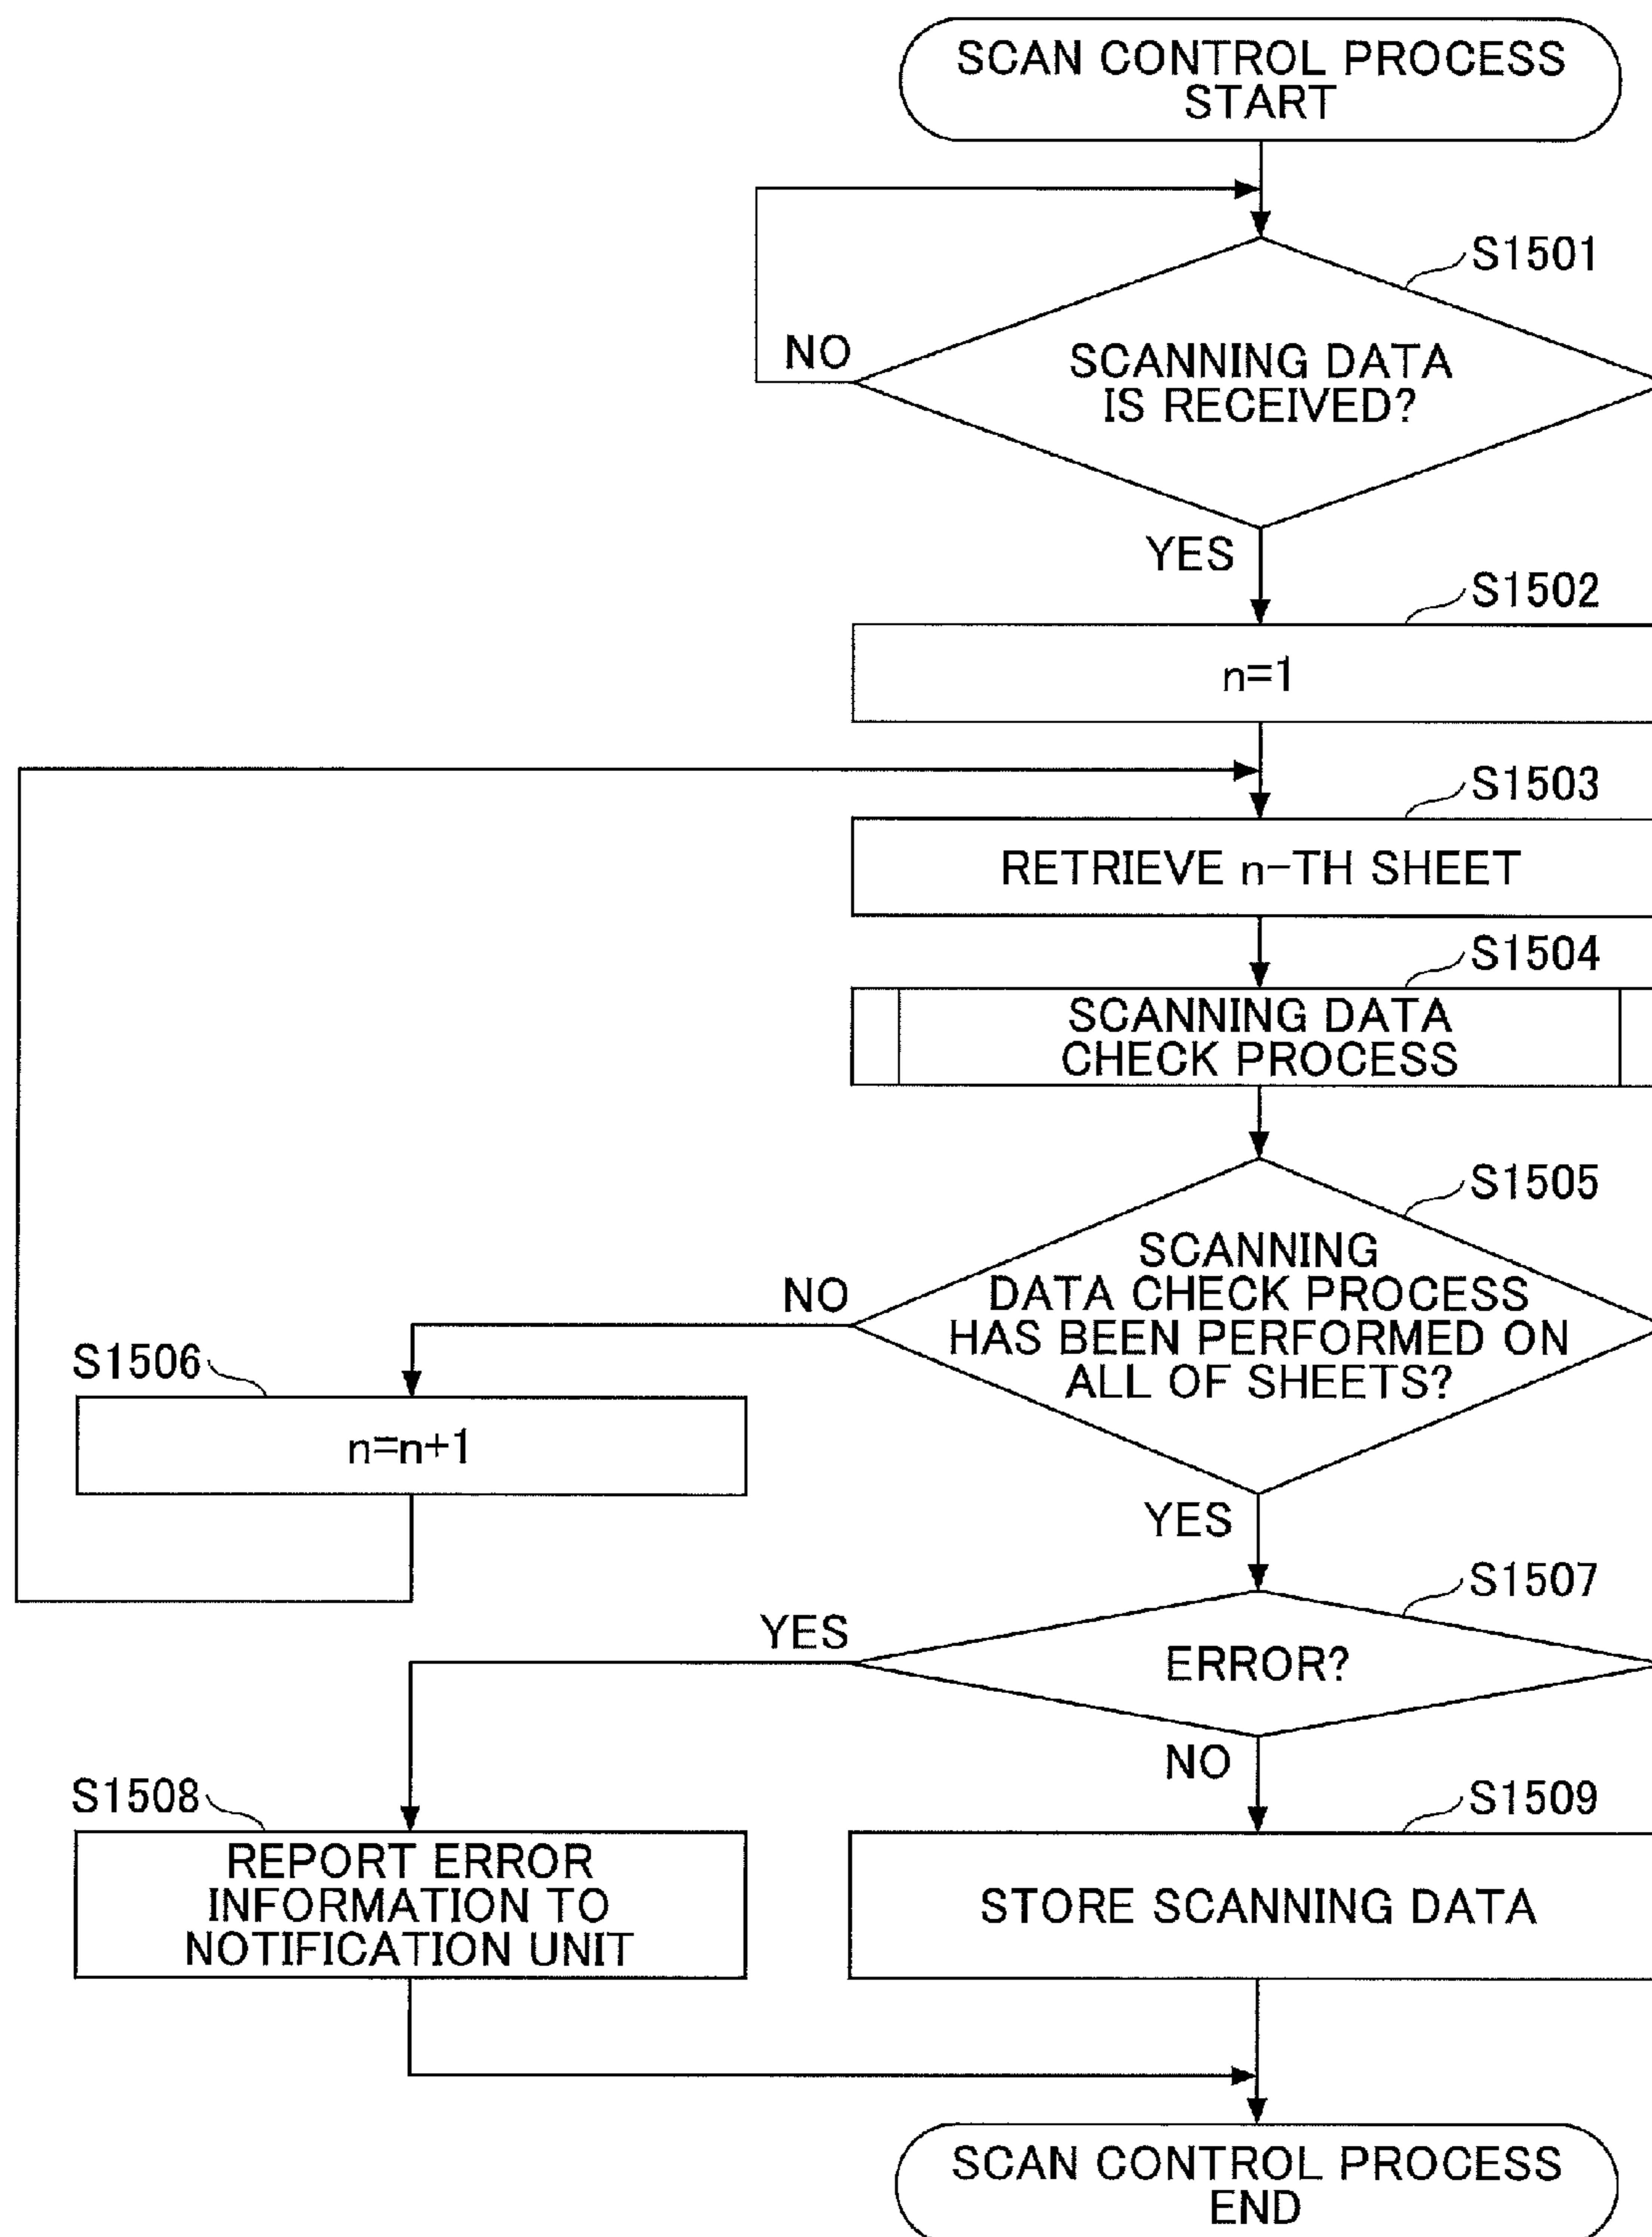 SCAN CONTROL PROCESS
START
S1501
NO
SCANNING DATA
IS RECEIVED?
YES
S1502
n=1
S1503
RETRIEVE n-TH SHEET
S1504
SCANNING DATA
CHECK PROCESS
S1505
NO
SCANNING
DATA CHECK PROCESS
HAS BEEN PERFORMED ON
ALL OF SHEETS?
S1506
n=n+1
YES
S1507
YES
ERROR?
NO
S1508
S1509
REPORT ERROR
INFORMATION TO
NOTIFICATION UNIT
STORE SCANNING DATA
SCAN CONTROL PROCESS
END